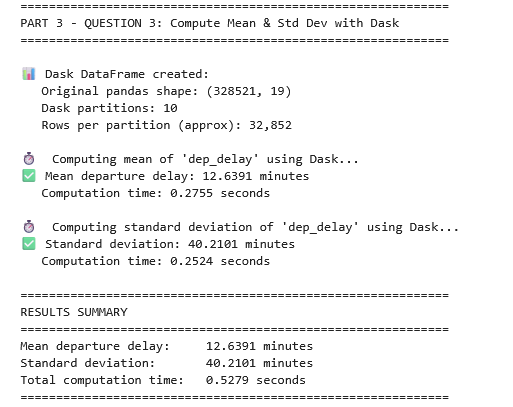 ============================================================
PART 3 - QUESTION 3: Compute Mean & Std Dev with Dask
============================================================
📊 Dask DataFrame created:
Original pandas shape: (328521, 19)
Dask partitions: 10
Rows per partition (approx): 32,852
⏱️ Computing mean of 'dep_delay' using Dask...
✅ Mean departure delay: 12.6391 minutes
Computation time: 0.2755 seconds
⏱️ Computing standard deviation of 'dep_delay' using Dask...
✅ Standard deviation: 40.2101 minutes
Computation time: 0.2524 seconds
============================================================
RESULTS SUMMARY
============================================================
Mean departure delay: 12.6391 minutes
Standard deviation: 40.2101 minutes
Total computation time: 0.5279 seconds
============================================================